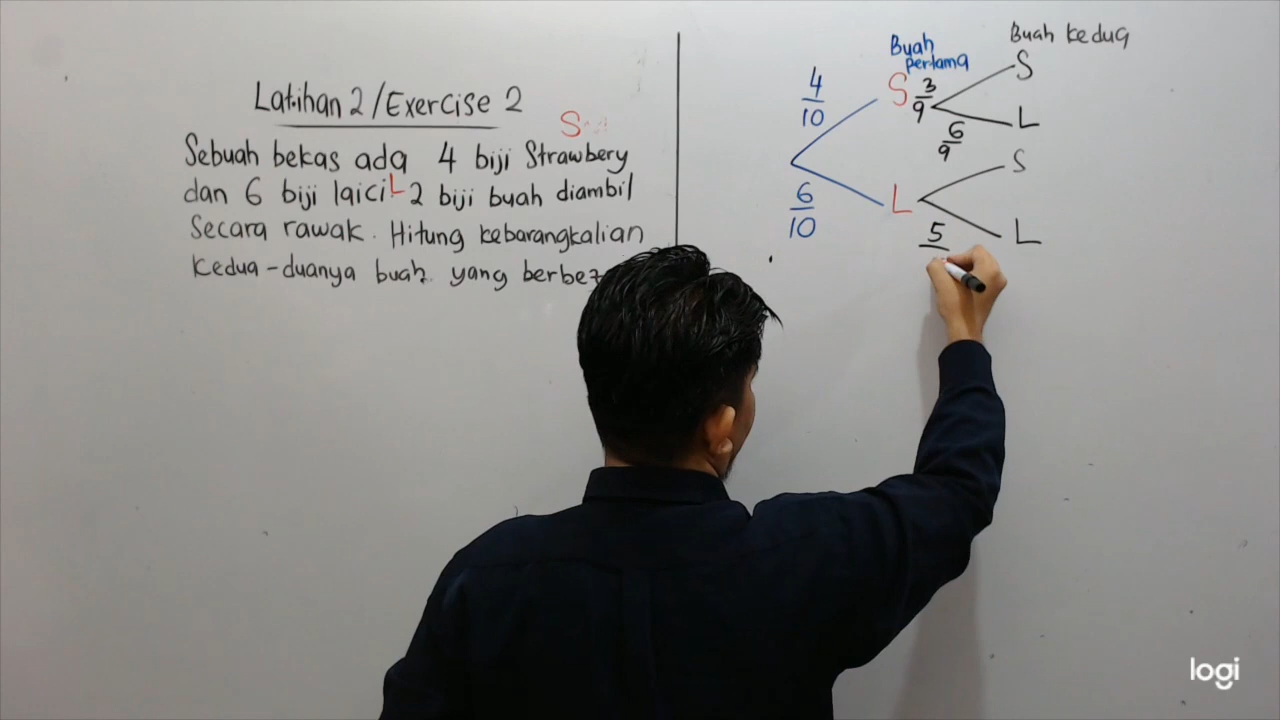 Latihan 2/Exercise 2
S
Sebuah bekas ada 4 biji Strawbery
dan 6 biji laici L 2 biji buah diambil
Secara rawak. Hitung kebarangkalian
Kedua-duanya buah. yang
Buah kedua
Buah
pertama
4
10
S
3
9
S
6
9
L
6
10
L
S
5
L
logi